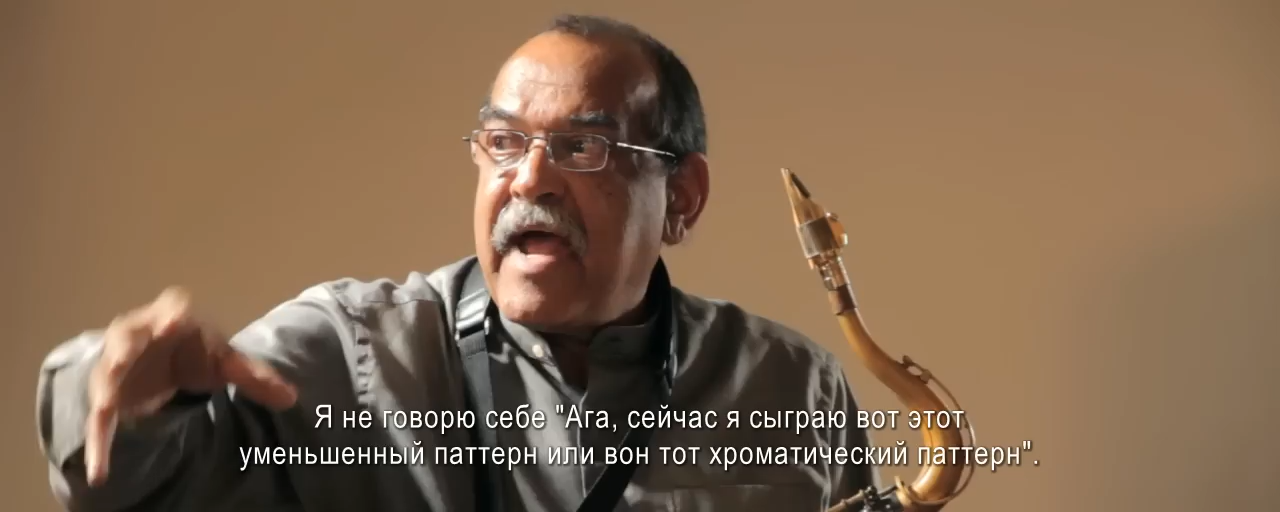 Я не говорю себе "Ага, сейчас я сыграю вот этот
уменьшенный паттерн или вон тот хроматический паттерн".